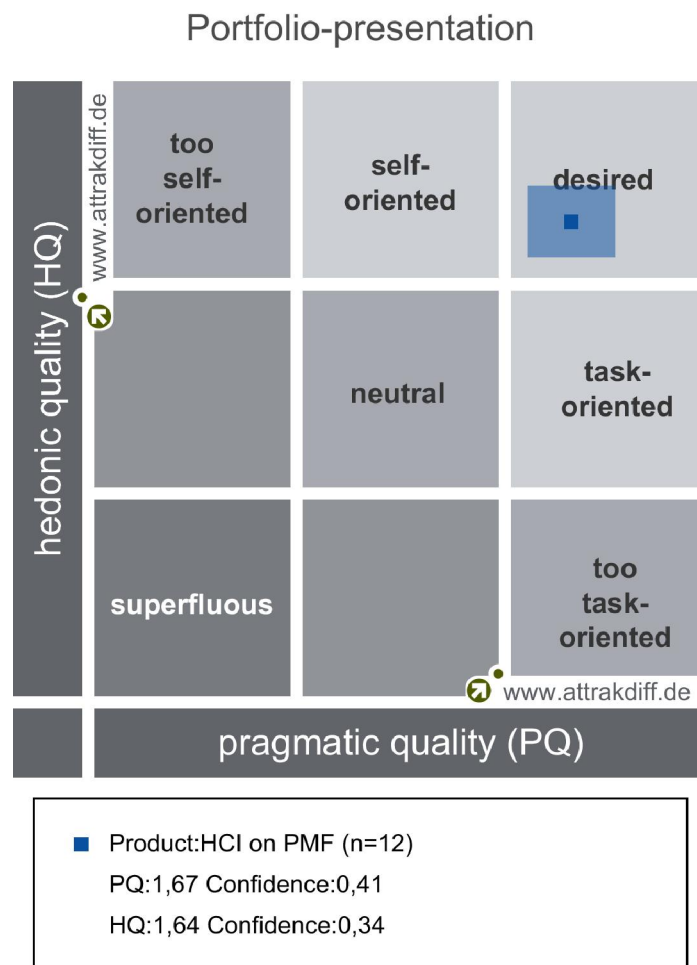 Portfolio-presentation
hedonic quality (HQ)
www.attrakdiff.de
too
self-
oriented
self-
oriented
desired
neutral
task-
oriented
superfluous
too
task-
oriented
www.attrakdiff.de
pragmatic quality (PQ)
Product:HCI on PMF (n=12)
PQ:1,67 Confidence:0,41
HQ:1,64 Confidence:0,34